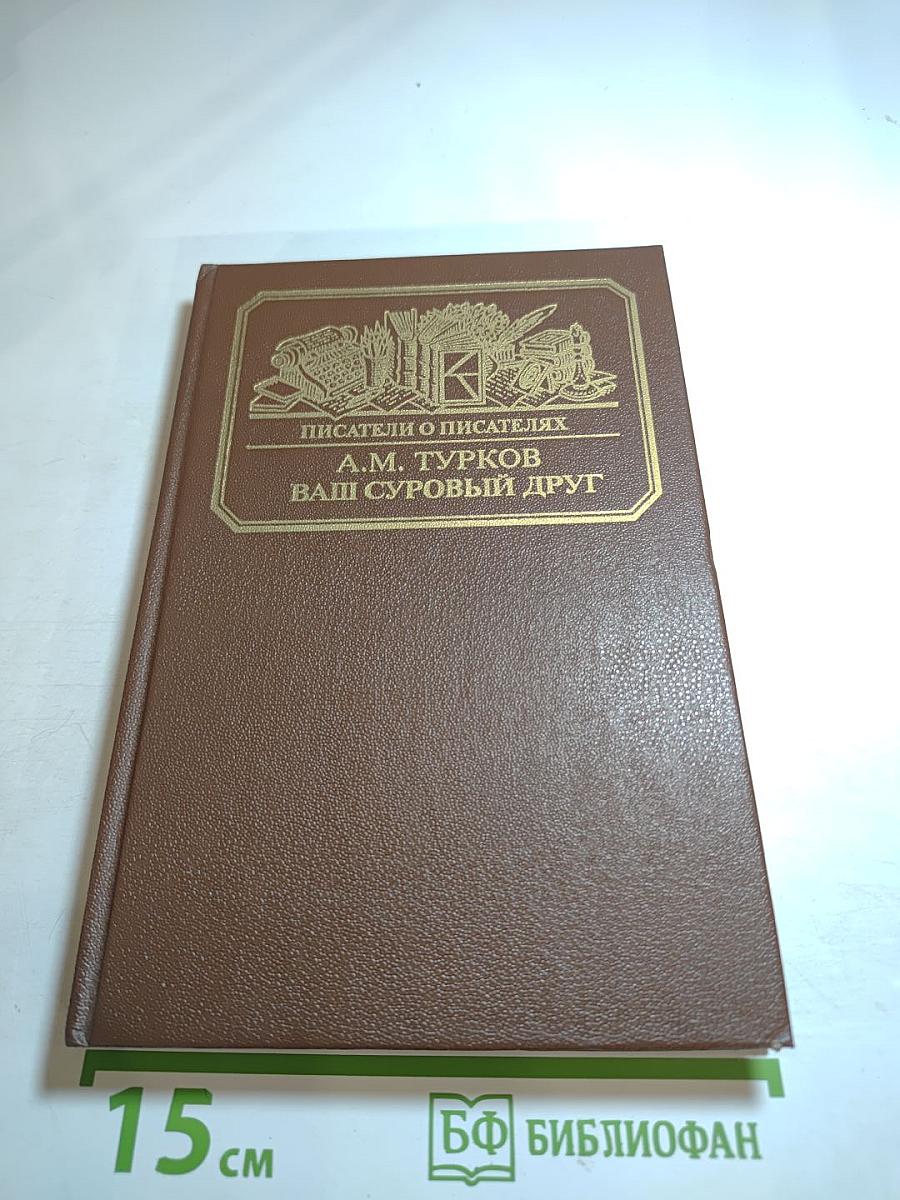 ПИСАТЕЛИ О ПИСАТЕЛЯХ
А.М. ТУРКОВ
ВАШ СУРОВЫЙ ДРУГ
15 см
БФ БИБЛИОФАН